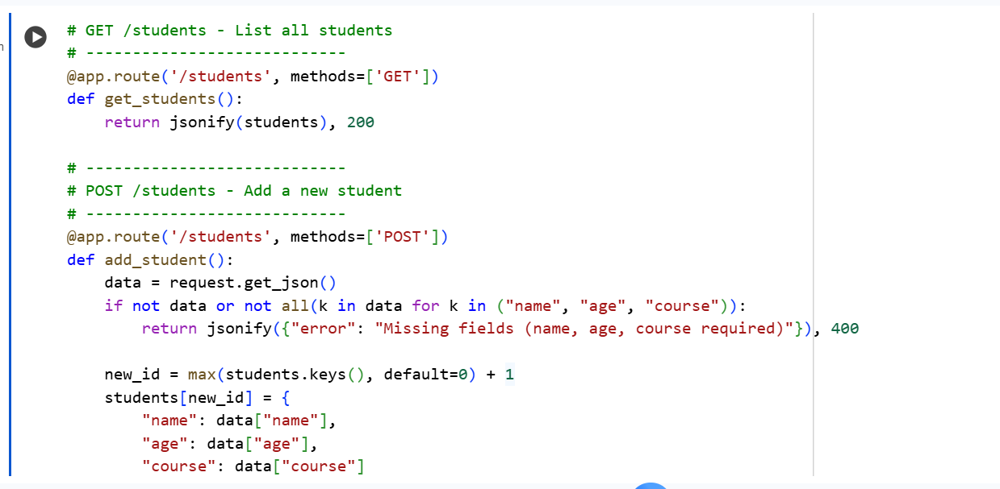 # GET /students - List all students
# ----------------------------
@app.route('/students', methods=['GET'])
def get_students():
    return jsonify(students), 200

# ----------------------------
# POST /students - Add a new student
# ----------------------------
@app.route('/students', methods=['POST'])
def add_student():
    data = request.get_json()
    if not data or not all(k in data for k in ("name", "age", "course")):
        return jsonify({"error": "Missing fields (name, age, course required)"}), 400

    new_id = max(students.keys(), default=0) + 1
    students[new_id] = {
        "name": data["name"],
        "age": data["age"],
        "course": data["course"]